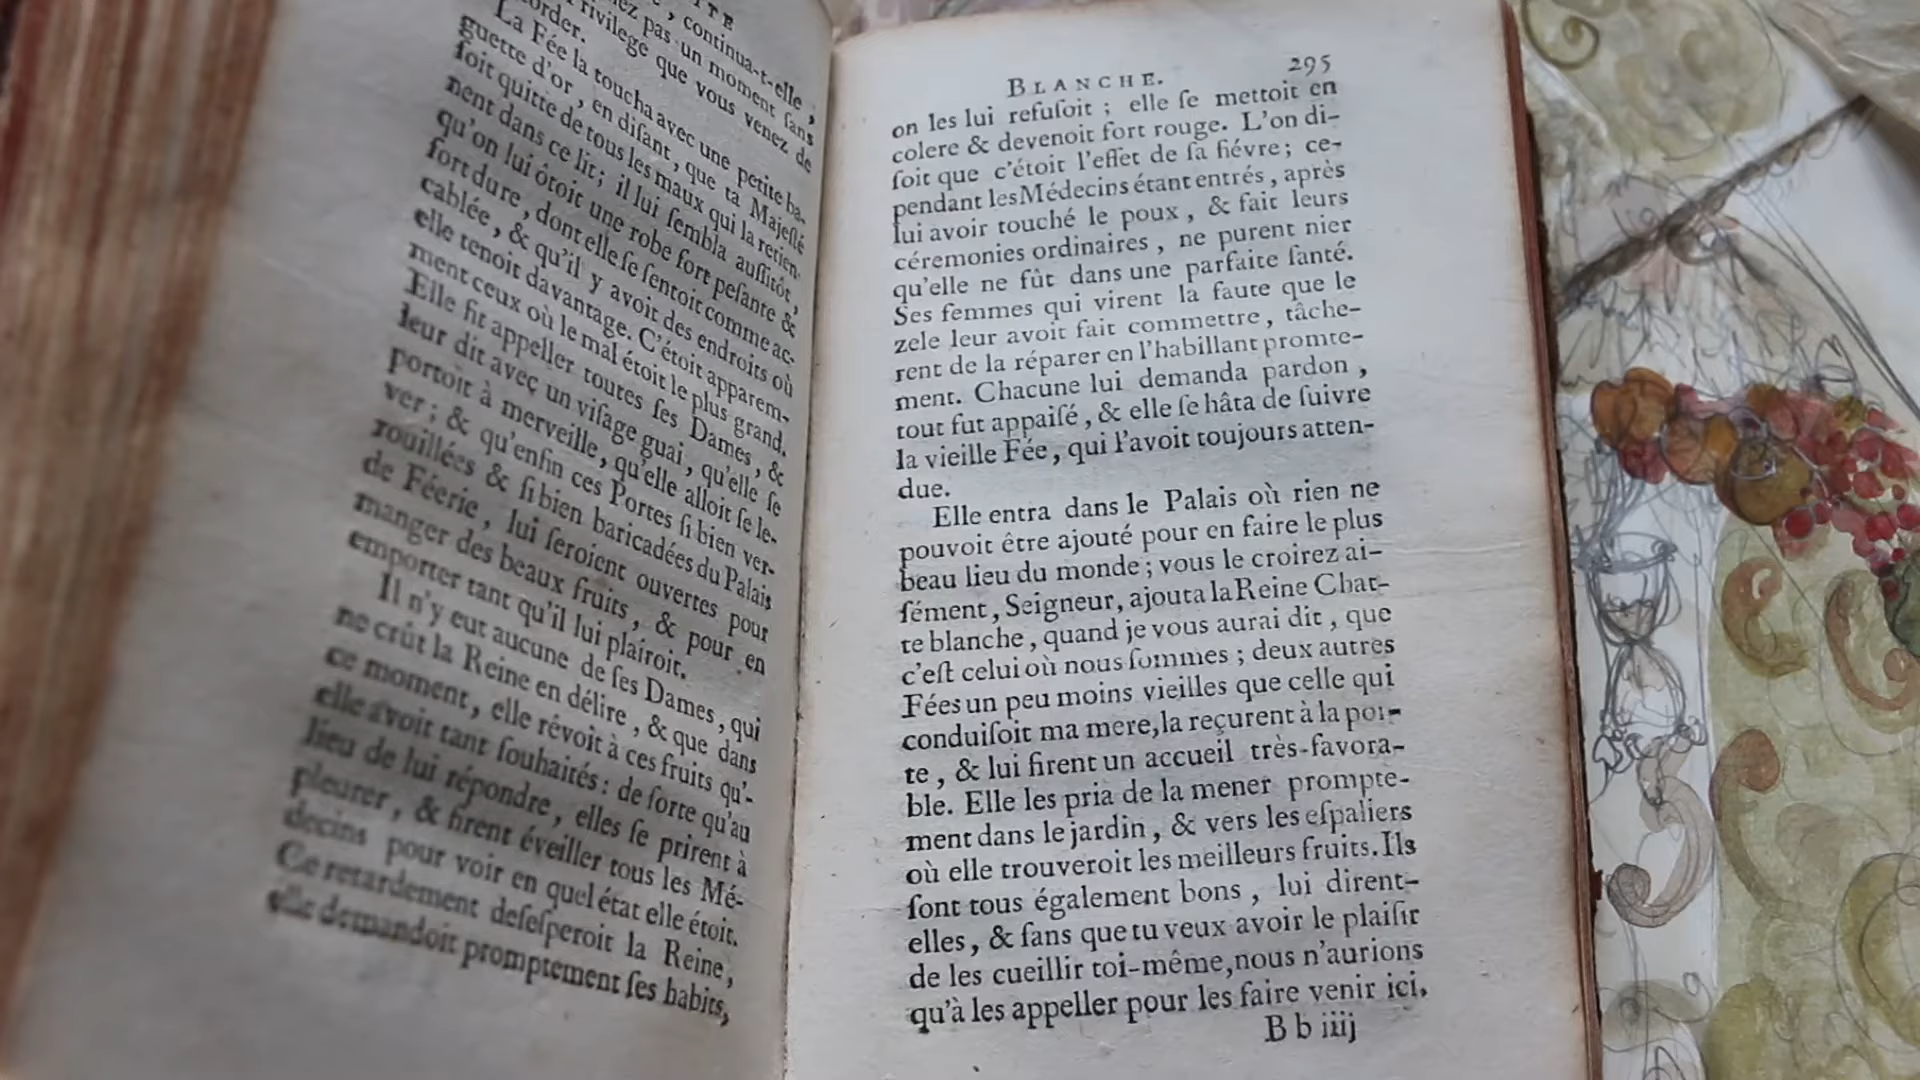 ITE
, continua-t-elle,
ez pas un moment ſans
rivilege que vous venez de
order.
La Fée la toucha avec une petite ba-
guette d'or, en diſant, que ta Majeſté
ſoit quitte de tous les maux qui la retien-
nent dans ce lit; il lui ſembla auſſitôt,
qu'on lui ôtoit une robe fort peſante &
fort dure, dont elle ſe ſentoit comme ac-
cablée, & qu'il y avoit des endroits où
elle tenoit davantage. C'étoit apparem-
ment ceux où le mal étoit le plus grand.
Elle fit appeller toutes ſes Dames, &
leur dit avec un viſage guai, qu'elle ſe
portoit à merveille, qu'elle alloit ſe le-
ver; & qu'enfin ces Portes ſi bien ver-
rouillées & ſi bien baricadées du Palais
de Féerie, lui ſeroient ouvertes pour
manger des beaux fruits, & pour en
emporter tant qu'il lui plairoit.
Il n'y eut aucune de ſes Dames, qui
ne crût la Reine en délire, & que dans
ce moment, elle révoit à ces fruits qu'-
elle avoit tant ſouhaités: de ſorte qu'au
lieu de lui répondre, elles ſe prirent à
pleurer, & firent éveiller tous les Mé-
decins pour voir en quel état elle étoit.
Ce retardement deſeſperoit la Reine,
elle demandoit promptement ſes habits,
BLANCHE. 295
on les lui refuſoit; elle ſe mettoit en
colere & devenoit fort rouge. L'on di-
ſoit que c'étoit l'effet de ſa fiévre; ce-
pendant les Médecins étant entrés, après
lui avoir touché le poux, & fait leurs
céremonies ordinaires, ne purent nier
qu'elle ne fût dans une parfaite ſanté.
Ses femmes qui virent la faute que le
zele leur avoit fait commettre, tâche-
rent de la réparer en l'habillant promte-
ment. Chacune lui demanda pardon,
tout fut appaiſé, & elle ſe hâta de ſuivre
la vieille Fée, qui l'avoit toujours atten-
due.
Elle entra dans le Palais où rien ne
pouvoit être ajouté pour en faire le plus
beau lieu du monde; vous le croirez ai-
ſément, Seigneur, ajouta la Reine Chat-
te blanche, quand je vous aurai dit, que
c'eſt celui où nous ſommes; deux autres
Fées un peu moins vieilles que celle qui
conduiſoit ma mere, la reçurent à la por-
te, & lui firent un accueil très-favora-
ble. Elle les pria de la mener prompte-
ment dans le jardin, & vers les eſpaliers
où elle trouveroit les meilleurs fruits. Ils
ſont tous également bons, lui dirent-
elles, & ſans que tu veux avoir le plaiſir
de les cueillir toi-même, nous n'aurions
qu'à les appeller pour les faire venir ici.
B b iiij